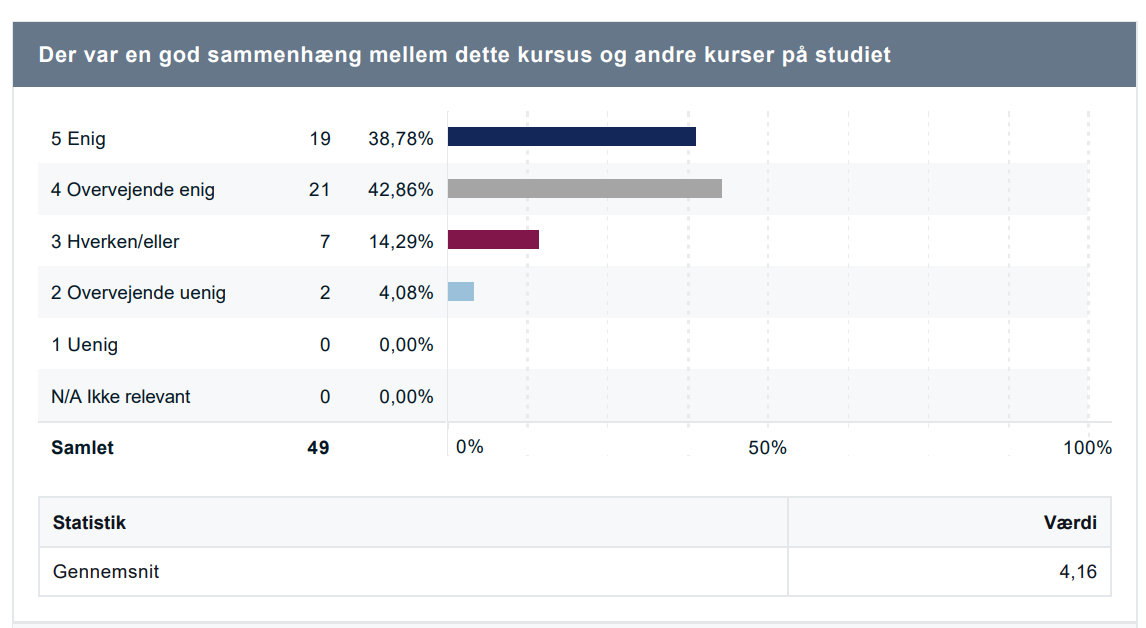 Der var en god sammenhæng mellem dette kursus og andre kurser på studiet
5 Enig 19 38,78%
4 Overvejende enig 21 42,86%
3 Hverken/eller 7 14,29%
2 Overvejende uenig 2 4,08%
1 Uenig 0 0,00%
N/A Ikke relevant 0 0,00%
Samlet 49 0% 50% 100%
Statistik Værdi
Gennemsnit 4,16